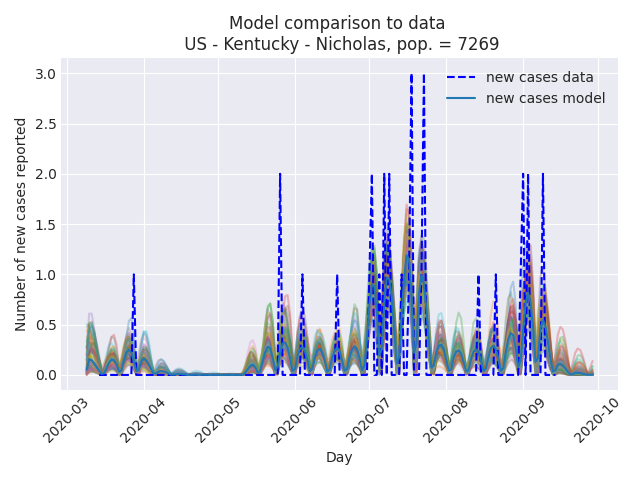 Model comparison to data
US - Kentucky - Nicholas, pop. = 7269
new cases data
new cases model
Number of new cases reported
3.0
2.5
2.0
1.5
1.0
0.5
0.0
2020-03
2020-04
2020-05
2020-06
2020-07
2020-08
2020-09
2020-10
Day